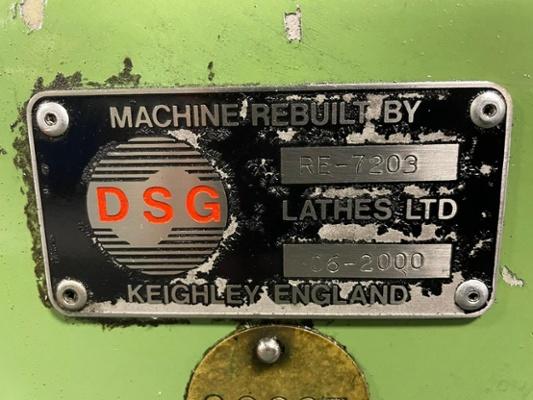 MACHINE REBUILT BY
RE-7203
DSG
LATHES LTD
06-2000
KEIGHLEY ENGLAND